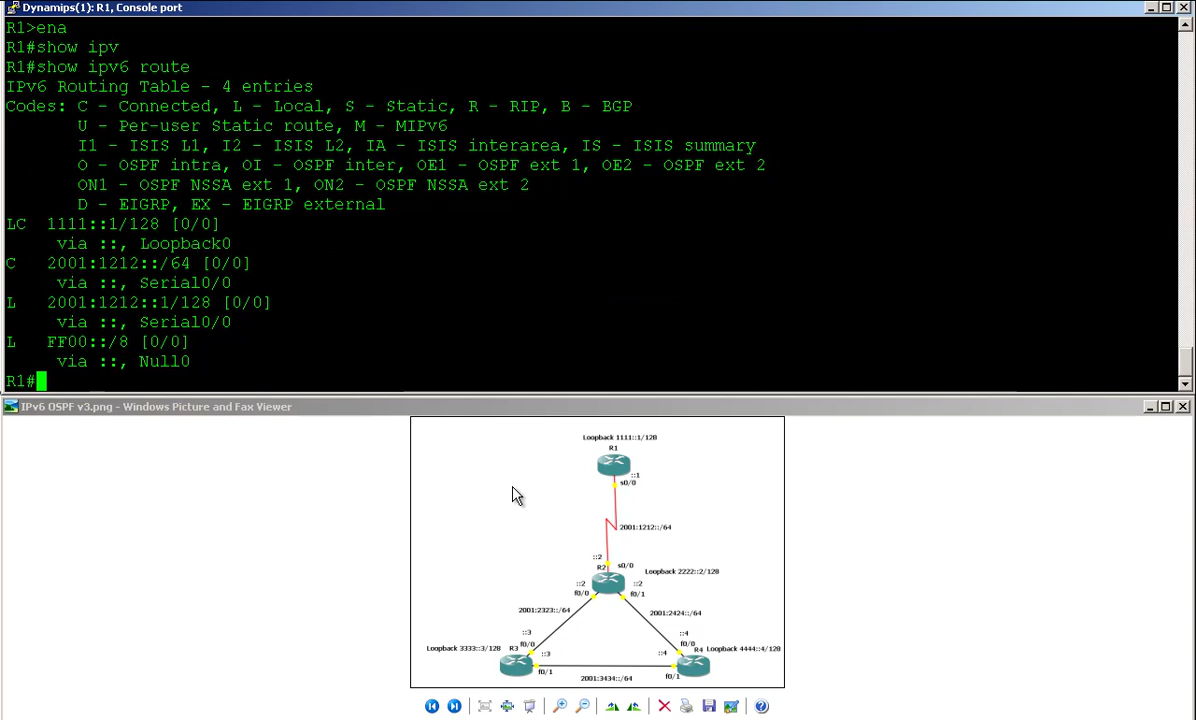 Dynamips(1): R1, Console port
R1>ena
R1#show ipv
R1#show ipv6 route
IPv6 Routing Table - 4 entries
Codes: C - Connected, L - Local, S - Static, R - RIP, B - BGP
U - Per-user Static route, M - MIPv6
I1 - ISIS L1, I2 - ISIS L2, IA - ISIS interarea, IS - ISIS summary
O - OSPF intra, OI - OSPF inter, OE1 - OSPF ext 1, OE2 - OSPF ext 2
ON1 - OSPF NSSA ext 1, ON2 - OSPF NSSA ext 2
D - EIGRP, EX - EIGRP external
LC 1111::1/128 [0/0]
via ::, Loopback0
C 2001:1212::/64 [0/0]
via ::, Serial0/0
L 2001:1212::1/128 [0/0]
via ::, Serial0/0
L FF00::/8 [0/0]
via ::, Null0
R1#
IPv6 OSPF v3.png - Windows Picture and Fax Viewer
Loopback 1111::1/128
R1
::1
s0/0
2001:1212::/64
::2
R2 s0/0
Loopback 2222::2/128
::2 ::2
f0/0 f0/1
2001:2323::/64 2001:2424::/64
::3 ::4
f0/0 f0/0
Loopback 3333::3/128 R3 ::3 ::4 R4 Loopback 4444::4/128
f0/1 f0/1
2001:3434::/64